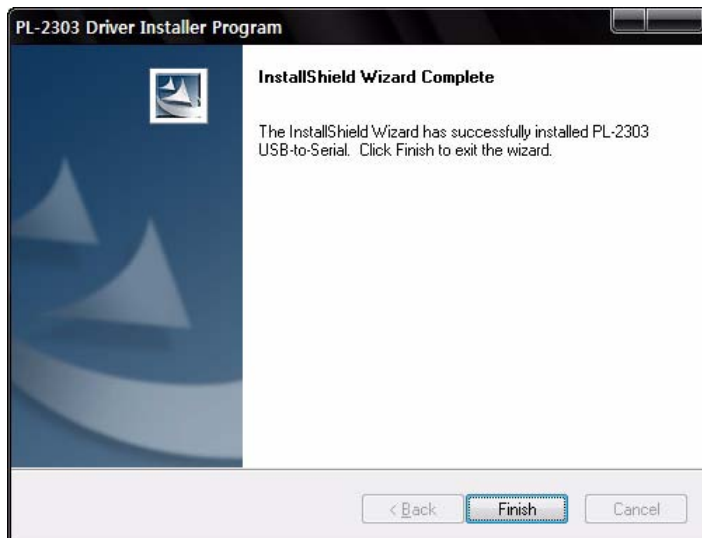 PL-2303 Driver Installer Program
InstallShield Wizard Complete
The InstallShield Wizard has successfully installed PL-2303
USB-to-Serial. Click Finish to exit the wizard.
< Back Finish Cancel